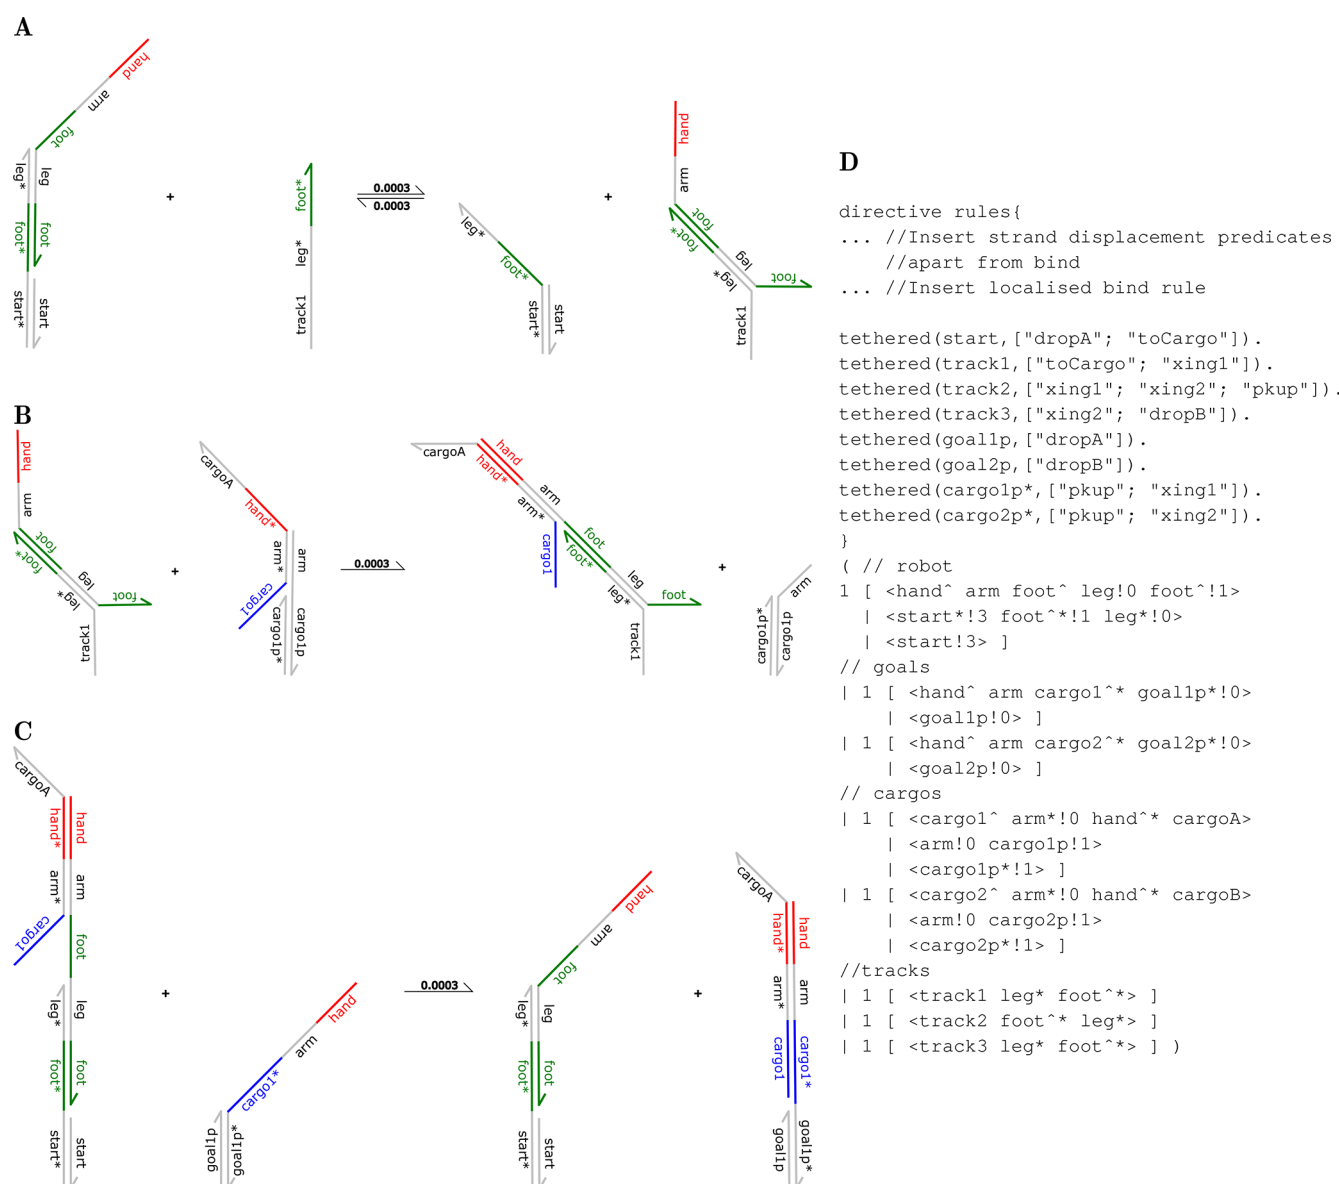 A
hand
arm
foot
leg*
leg
foot*
foot
start*
start
+
foot*
leg*
track1
0.0003
0.0003
leg*
foot*
start*
start
+
hand
arm
foot
foot*
leg
leg*
foot
track1
B
hand
arm
foot
foot*
leg
leg*
foot
track1
+
cargoA
hand*
arm*
arm
cargo1
cargo1p*
cargo1p
0.0003
cargoA
hand
hand*
arm
arm*
cargo1
foot
foot*
leg
leg*
foot
track1
+
arm
cargo1p*
cargo1p
C
cargoA
hand*
hand
arm*
arm
cargo1
foot
leg*
leg
foot*
foot
start*
start
+
hand
arm
cargo1*
goal1p
goal1p*
0.0003
hand
arm
foot
leg*
leg
foot*
foot
start*
start
+
cargoA
hand*
hand
arm*
arm
cargo1
cargo1*
goal1p
goal1p*
D
directive rules{
... //Insert strand displacement predicates
//apart from bind
... //Insert localised bind rule
tethered(start,["dropA"; "toCargo"]).
tethered(track1,["toCargo"; "xing1"]).
tethered(track2,["xing1"; "xing2"; "pkup"]).
tethered(track3,["xing2"; "dropB"]).
tethered(goal1p,["dropA"]).
tethered(goal2p,["dropB"]).
tethered(cargo1p*,["pkup"; "xing1"]).
tethered(cargo2p*,["pkup"; "xing2"]).
}
( // robot
1 [ <hand^ arm foot^ leg!0 foot^!1>
| <start*!3 foot^*!1 leg*!0>
| <start!3> ]
// goals
| 1 [ <hand^ arm cargo1^* goal1p*!0>
| <goal1p!0> ]
| 1 [ <hand^ arm cargo2^* goal2p*!0>
| <goal2p!0> ]
// cargos
| 1 [ <cargo1^ arm*!0 hand^* cargoA>
| <arm!0 cargo1p!1>
| <cargo1p*!1> ]
| 1 [ <cargo2^ arm*!0 hand^* cargoB>
| <arm!0 cargo2p!1>
| <cargo2p*!1> ]
//tracks
| 1 [ <track1 leg* foot^*> ]
| 1 [ <track2 foot^* leg*> ]
| 1 [ <track3 leg* foot^*> ] )